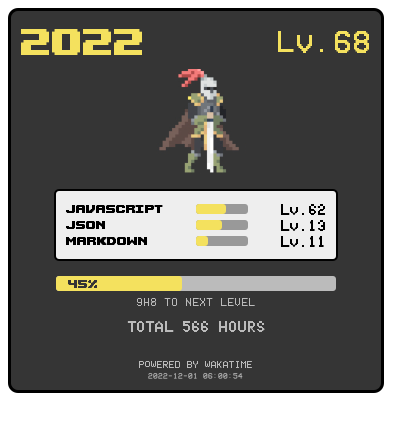 2022 Lv.68
JAVASCRIPT Lv.62
JSON Lv.13
MARKDOWN Lv.11
45%
9H8 TO NEXT LEVEL
TOTAL 566 HOURS
POWERED BY WAKATIME
2022-12-01 06:00:54